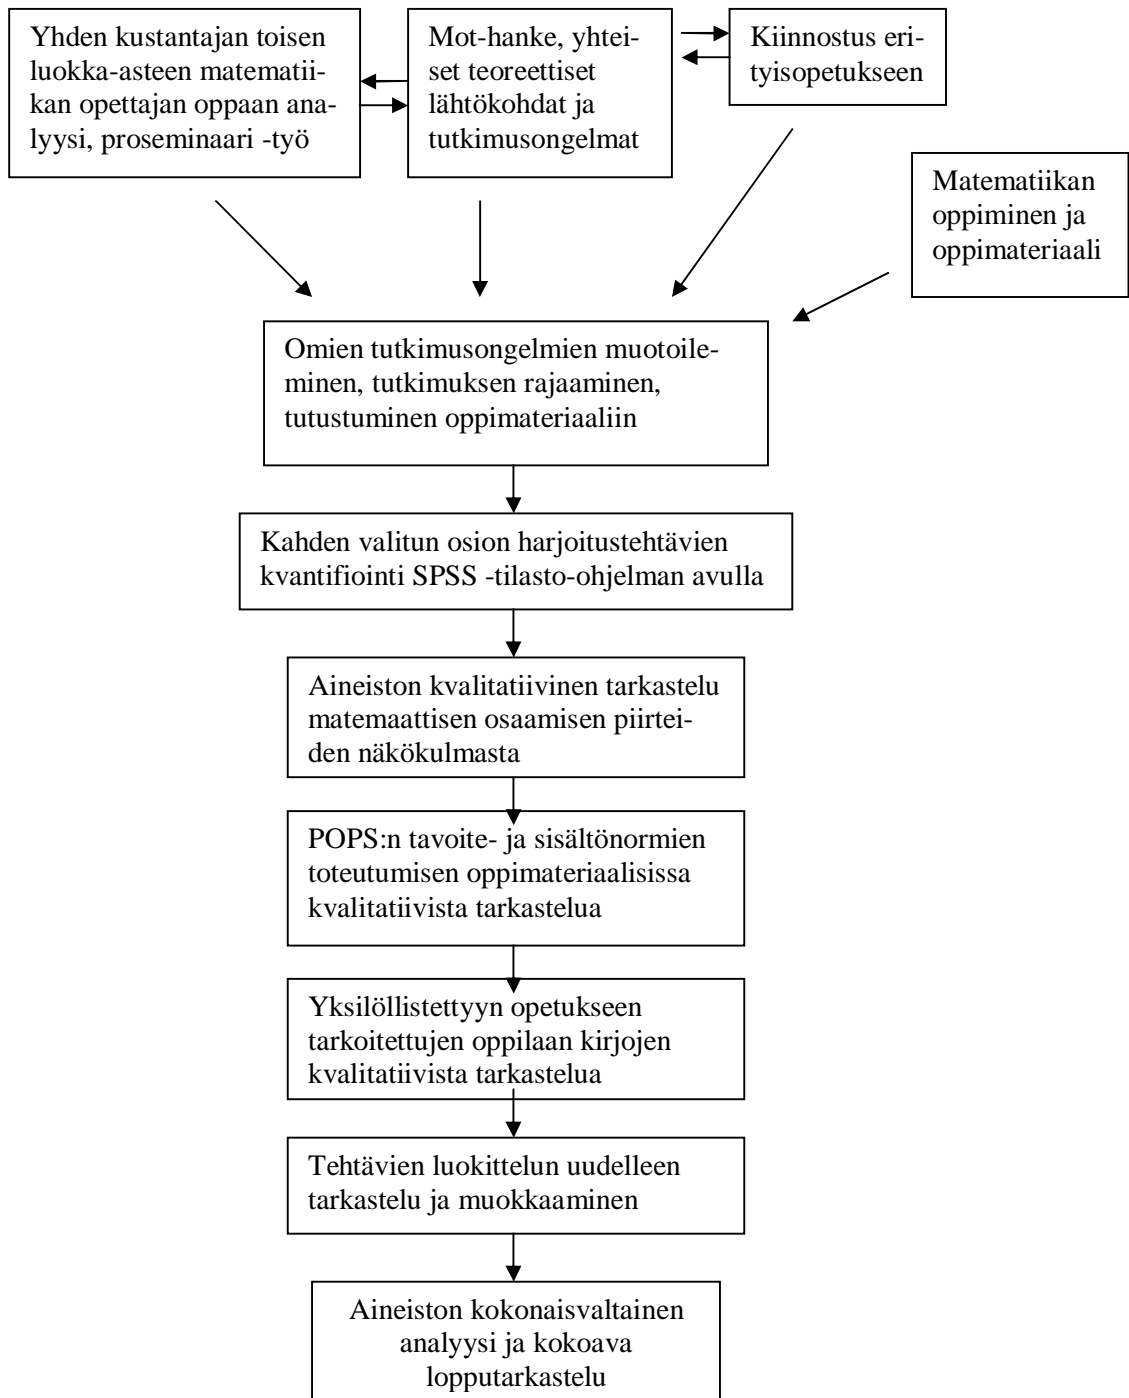 Yhden kustantajan toisen
luokka-asteen matematii-
kan opettajan oppaan ana-
lyysi, proseminaari -työ
Mot-hanke, yhtei-
set teoreettiset
lähtökohdat ja
tutkimusongelmat
Kiinnostus eri-
tyisopetukseen
Matematiikan
oppiminen ja
oppimateriaali
Omien tutkimusongelmien muotoile-
minen, tutkimuksen rajaaminen,
tutustuminen oppimateriaaliin
Kahden valitun osion harjoitustehtävien
kvantifiointi SPSS -tilasto-ohjelman avulla
Aineiston kvalitatiivinen tarkastelu
matemaattisen osaamisen piirtei-
den näkökulmasta
POPS:n tavoite- ja sisältönormien
toteutumisen oppimateriaalisissa
kvalitatiivista tarkastelua
Yksilöllistettyyn opetukseen
tarkoitettujen oppilaan kirjojen
kvalitatiivista tarkastelua
Tehtävien luokittelun uudelleen
tarkastelu ja muokkaaminen
Aineiston kokonaisvaltainen
analyysi ja kokoava
lopputarkastelu